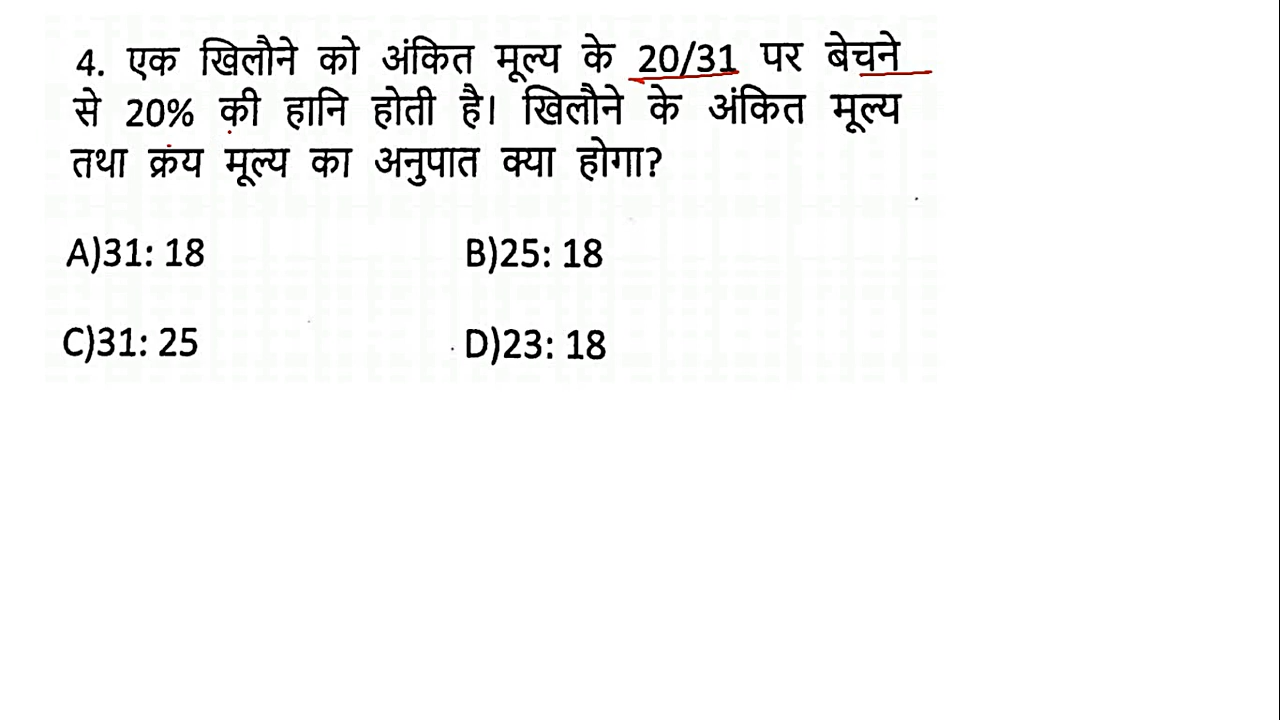 4. एक खिलौने को अंकित मूल्य के 20/31 पर बेचने
से 20% की हानि होती है। खिलौने के अंकित मूल्य
तथा क्रय मूल्य का अनुपात क्या होगा?
A)31: 18 B)25: 18
C)31: 25 D)23: 18